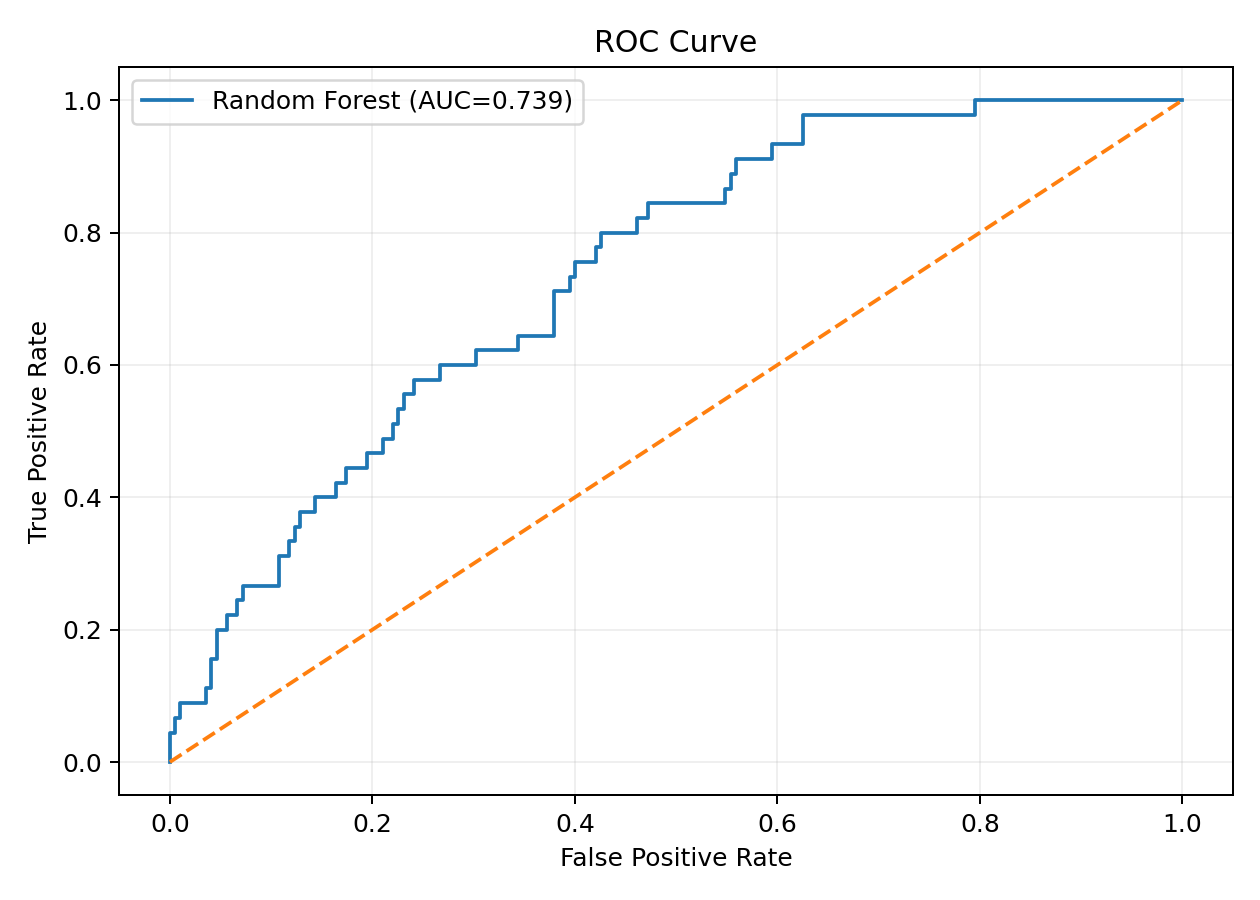 ROC Curve
Random Forest (AUC=0.739)
True Positive Rate
1.0
0.8
0.6
0.4
0.2
0.0
0.0 0.2 0.4 0.6 0.8 1.0
False Positive Rate